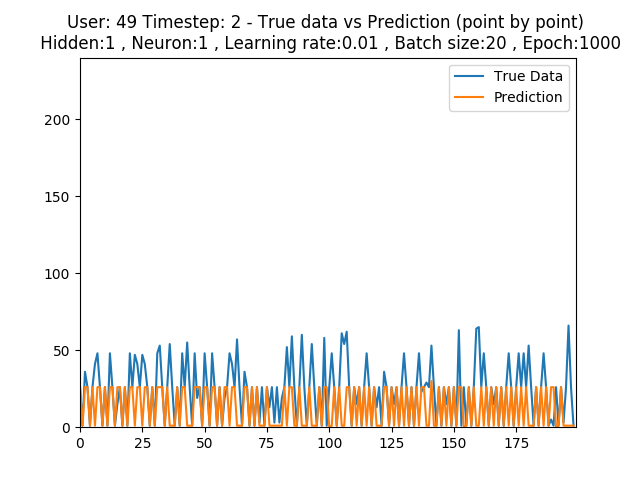 User: 49 Timestep: 2 - True data vs Prediction (point by point)
Hidden:1 , Neuron:1 , Learning rate:0.01 , Batch size:20 , Epoch:1000
True Data
Prediction
200
150
100
50
0
0 25 50 75 100 125 150 175